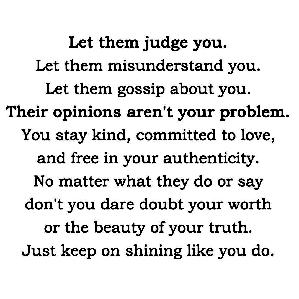 Let them judge you.
Let them misunderstand you.
Let them gossip about you.
Their opinions aren't your problem.
You stay kind, committed to love,
and free in your authenticity.
No matter what they do or say
don't you dare doubt your worth
or the beauty of your truth.
Just keep on shining like you do.